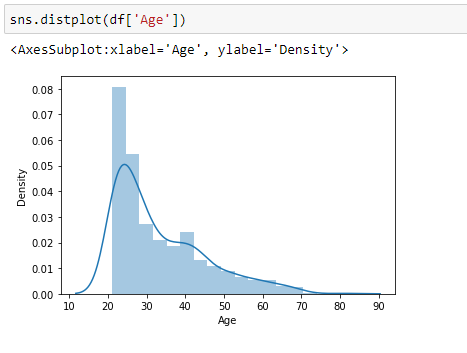 sns.distplot(df['Age'])
<AxesSubplot:xlabel='Age', ylabel='Density'>
0.08
0.07
0.06
0.05
0.04
0.03
0.02
0.01
0.00
Density
10 20 30 40 50 60 70 80 90
Age